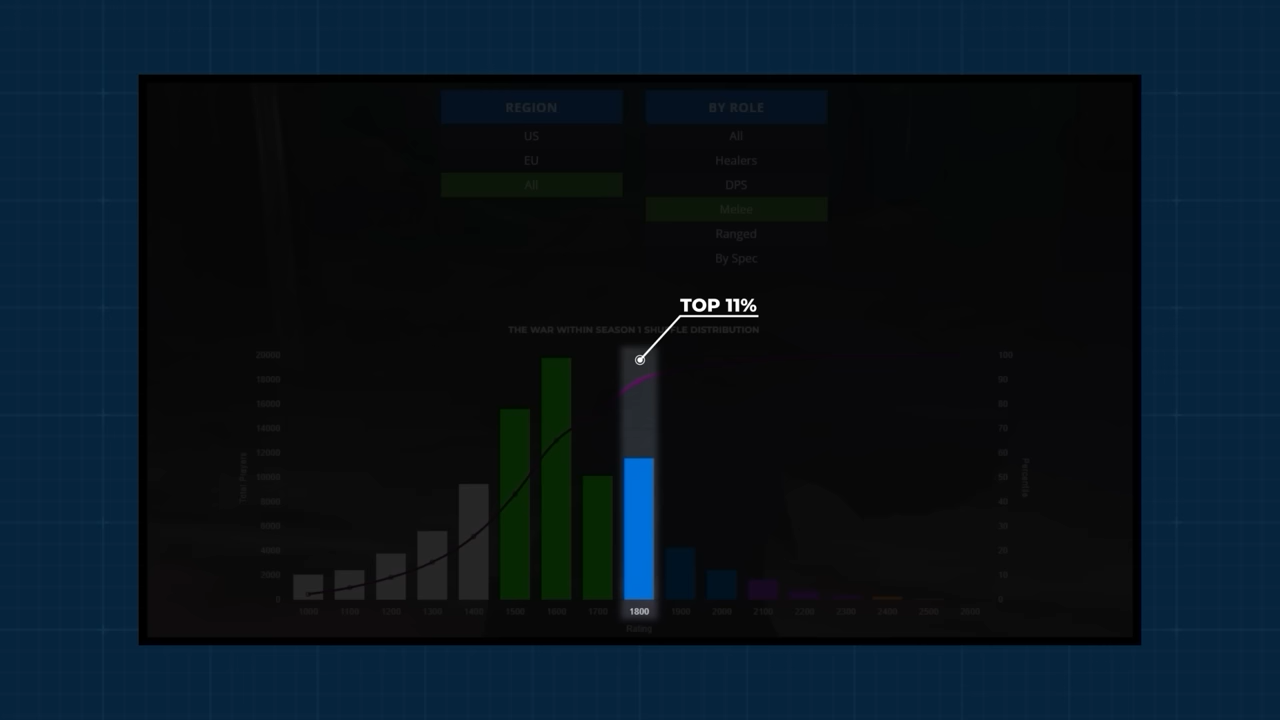 REGION
BY ROLE
US
All
EU
Healers
All
DPS
Melee
Ranged
By Spec
TOP 11%
THE WAR WITHIN SEASON 1 SHUFFLE DISTRIBUTION
20000
18000
16000
14000
12000
10000
8000
6000
4000
2000
0
100
90
80
70
60
50
40
30
20
10
0
Total Players
Percentile
1000 1100 1200 1300 1400 1500 1600 1700 1800 1900 2000 2100 2200 2300 2400 2500 2600
Rating